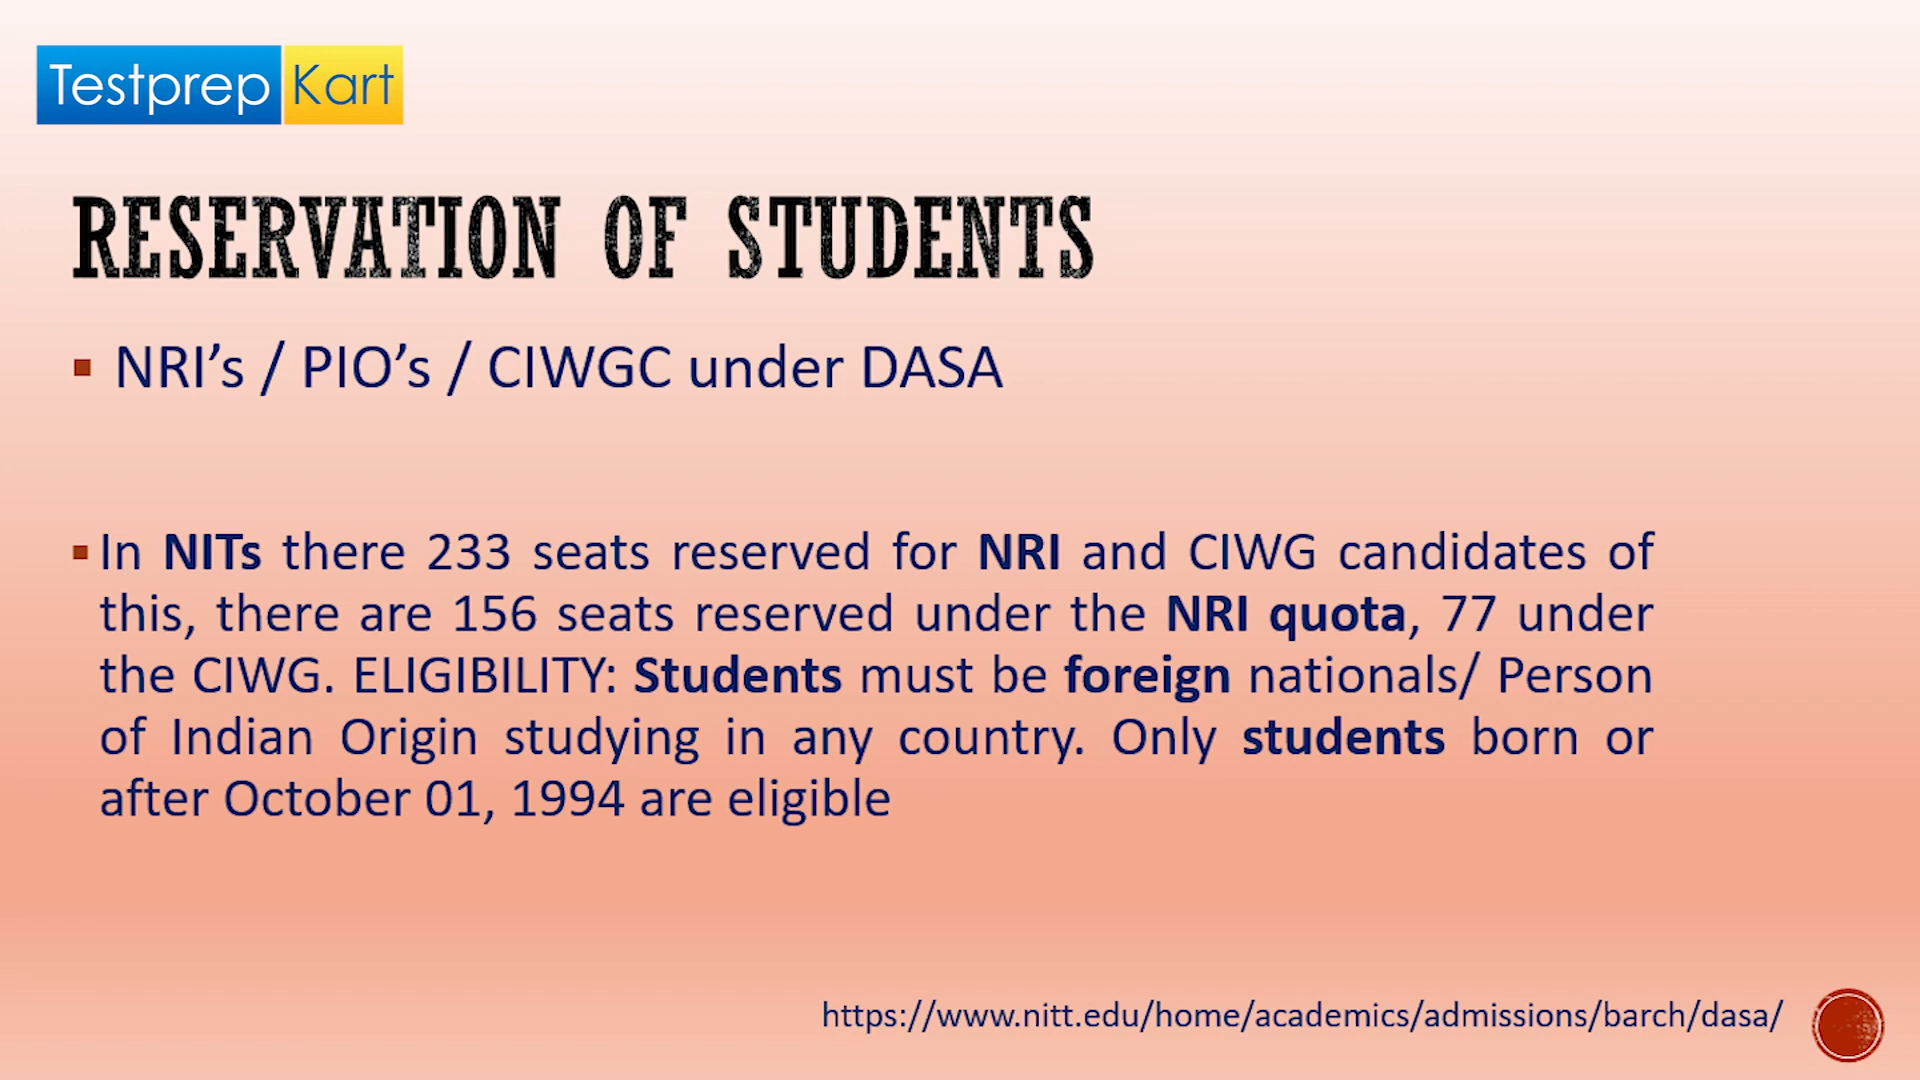 Testprep Kart
RESERVATION OF STUDENTS
▪ NRI’s / PIO’s / CIWGC under DASA
▪ In NITs there 233 seats reserved for NRI and CIWG candidates of
this, there are 156 seats reserved under the NRI quota, 77 under
the CIWG. ELIGIBILITY: Students must be foreign nationals/ Person
of Indian Origin studying in any country. Only students born or
after October 01, 1994 are eligible
https://www.nitt.edu/home/academics/admissions/barch/dasa/